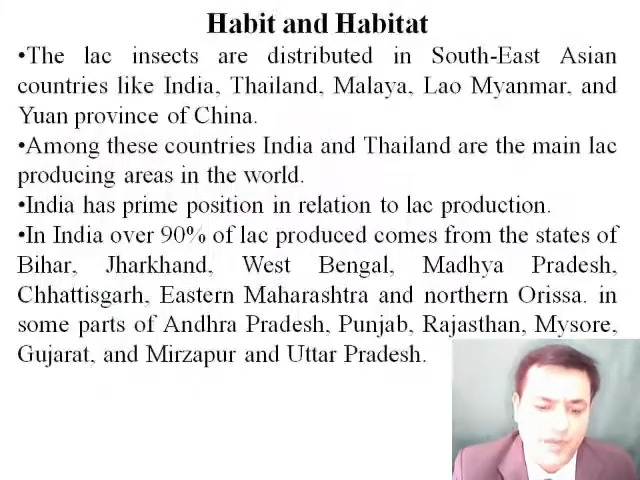 Habit and Habitat
•The lac insects are distributed in South-East Asian
countries like India, Thailand, Malaya, Lao Myanmar, and
Yuan province of China.
•Among these countries India and Thailand are the main lac
producing areas in the world.
•India has prime position in relation to lac production.
•In India over 90% of lac produced comes from the states of
Bihar, Jharkhand, West Bengal, Madhya Pradesh,
Chhattisgarh, Eastern Maharashtra and northern Orissa. in
some parts of Andhra Pradesh, Punjab, Rajasthan, Mysore,
Gujarat, and Mirzapur and Uttar Pradesh.